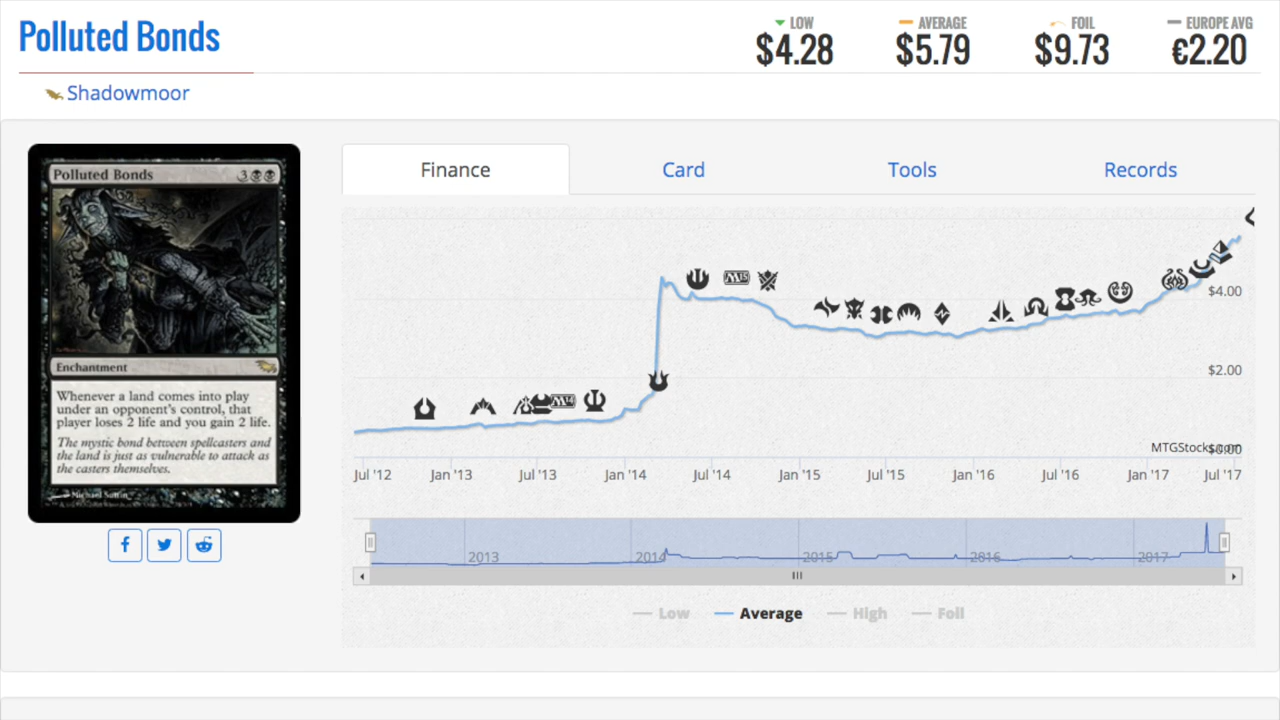 Polluted Bonds
LOW
$4.28
AVERAGE
$5.79
FOIL
$9.73
EUROPE AVG
€2.20
Shadowmoor
Polluted Bonds 3
Enchantment
Whenever a land comes into play
under an opponent's control, that
player loses 2 life and you gain 2 life.
The mystic bond between spellcasters and
the land is just as vulnerable to attack as
the casters themselves.
Finance Card Tools Records
M15
M14
$4.00
$2.00
$0.00
MTGStocks.com
Jul '12 Jan '13 Jul '13 Jan '14 Jul '14 Jan '15 Jul '15 Jan '16 Jul '16 Jan '17 Jul '17
2013 2014 2015 2016 2017
Low Average High Foil